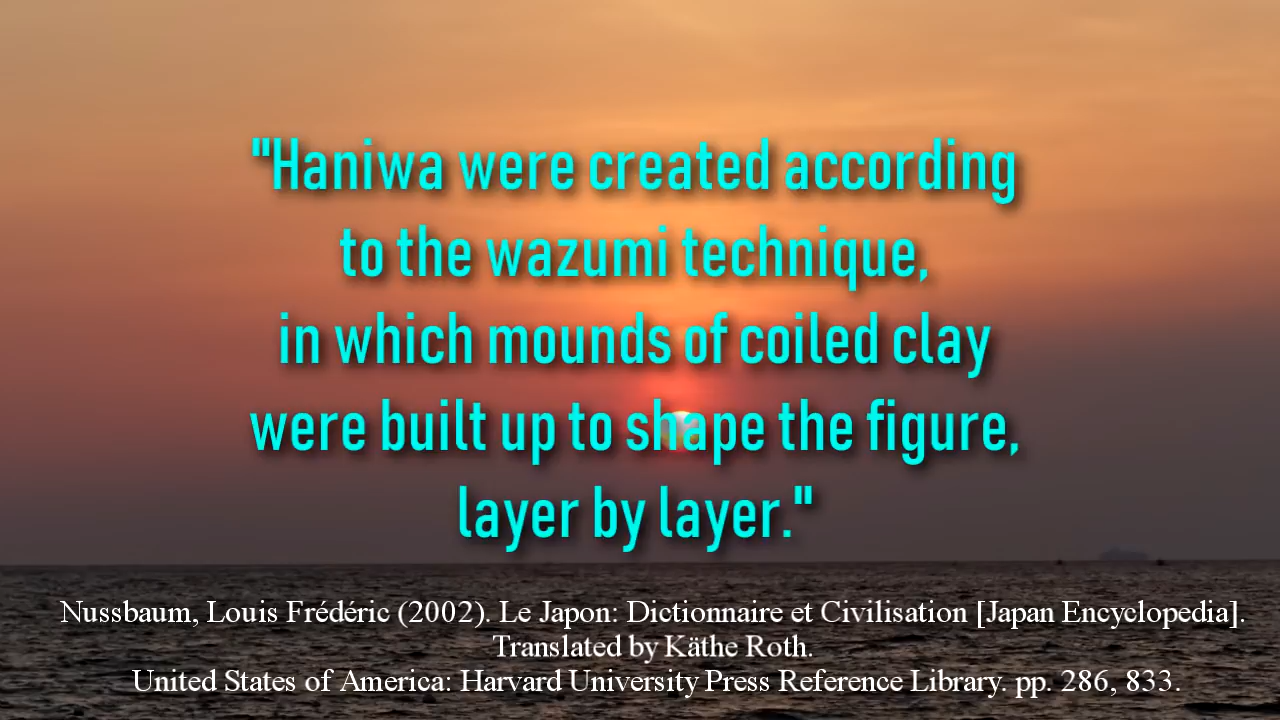 "Haniwa were created according
to the wazumi technique,
in which mounds of coiled clay
were built up to shape the figure,
layer by layer."
Nussbaum, Louis Frédéric (2002). Le Japon: Dictionnaire et Civilisation [Japan Encyclopedia].
Translated by Käthe Roth.
United States of America: Harvard University Press Reference Library. pp. 286, 833.